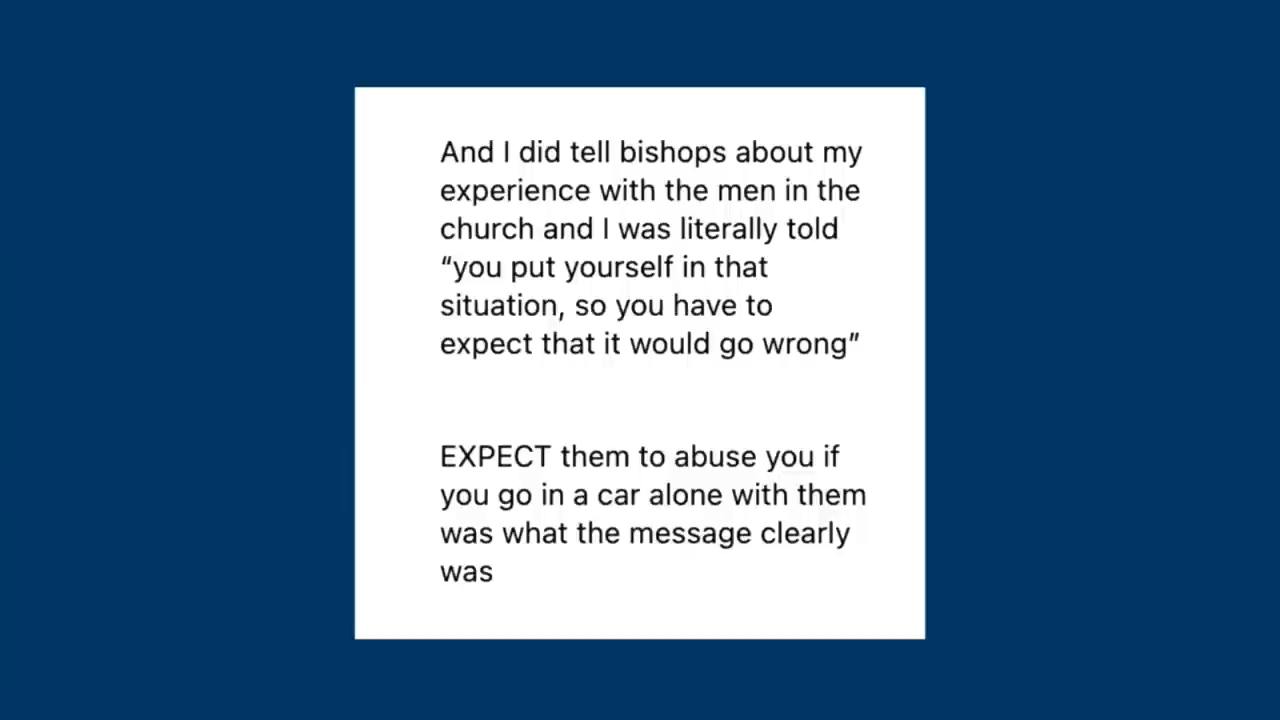 And I did tell bishops about my
experience with the men in the
church and I was literally told
“you put yourself in that
situation, so you have to
expect that it would go wrong”
EXPECT them to abuse you if
you go in a car alone with them
was what the message clearly
was